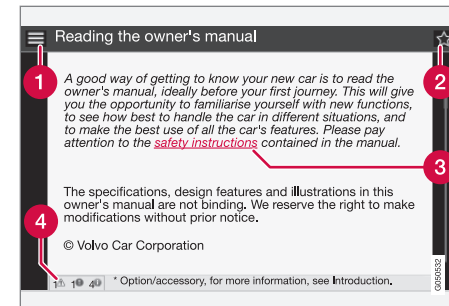 Reading the owner's manual
1
2
A good way of getting to know your new car is to read the
owner's manual, ideally before your first journey. This will give
you the opportunity to familiarise yourself with new functions,
to see how best to handle the car in different situations, and
to make the best use of all the car's features. Please pay
attention to the safety instructions contained in the manual.
3
The specifications, design features and illustrations in this
owner's manual are not binding. We reserve the right to make
modifications without prior notice.
4
© Volvo Car Corporation
1 1 4 * Option/accessory, for more information, see Introduction.
G050532